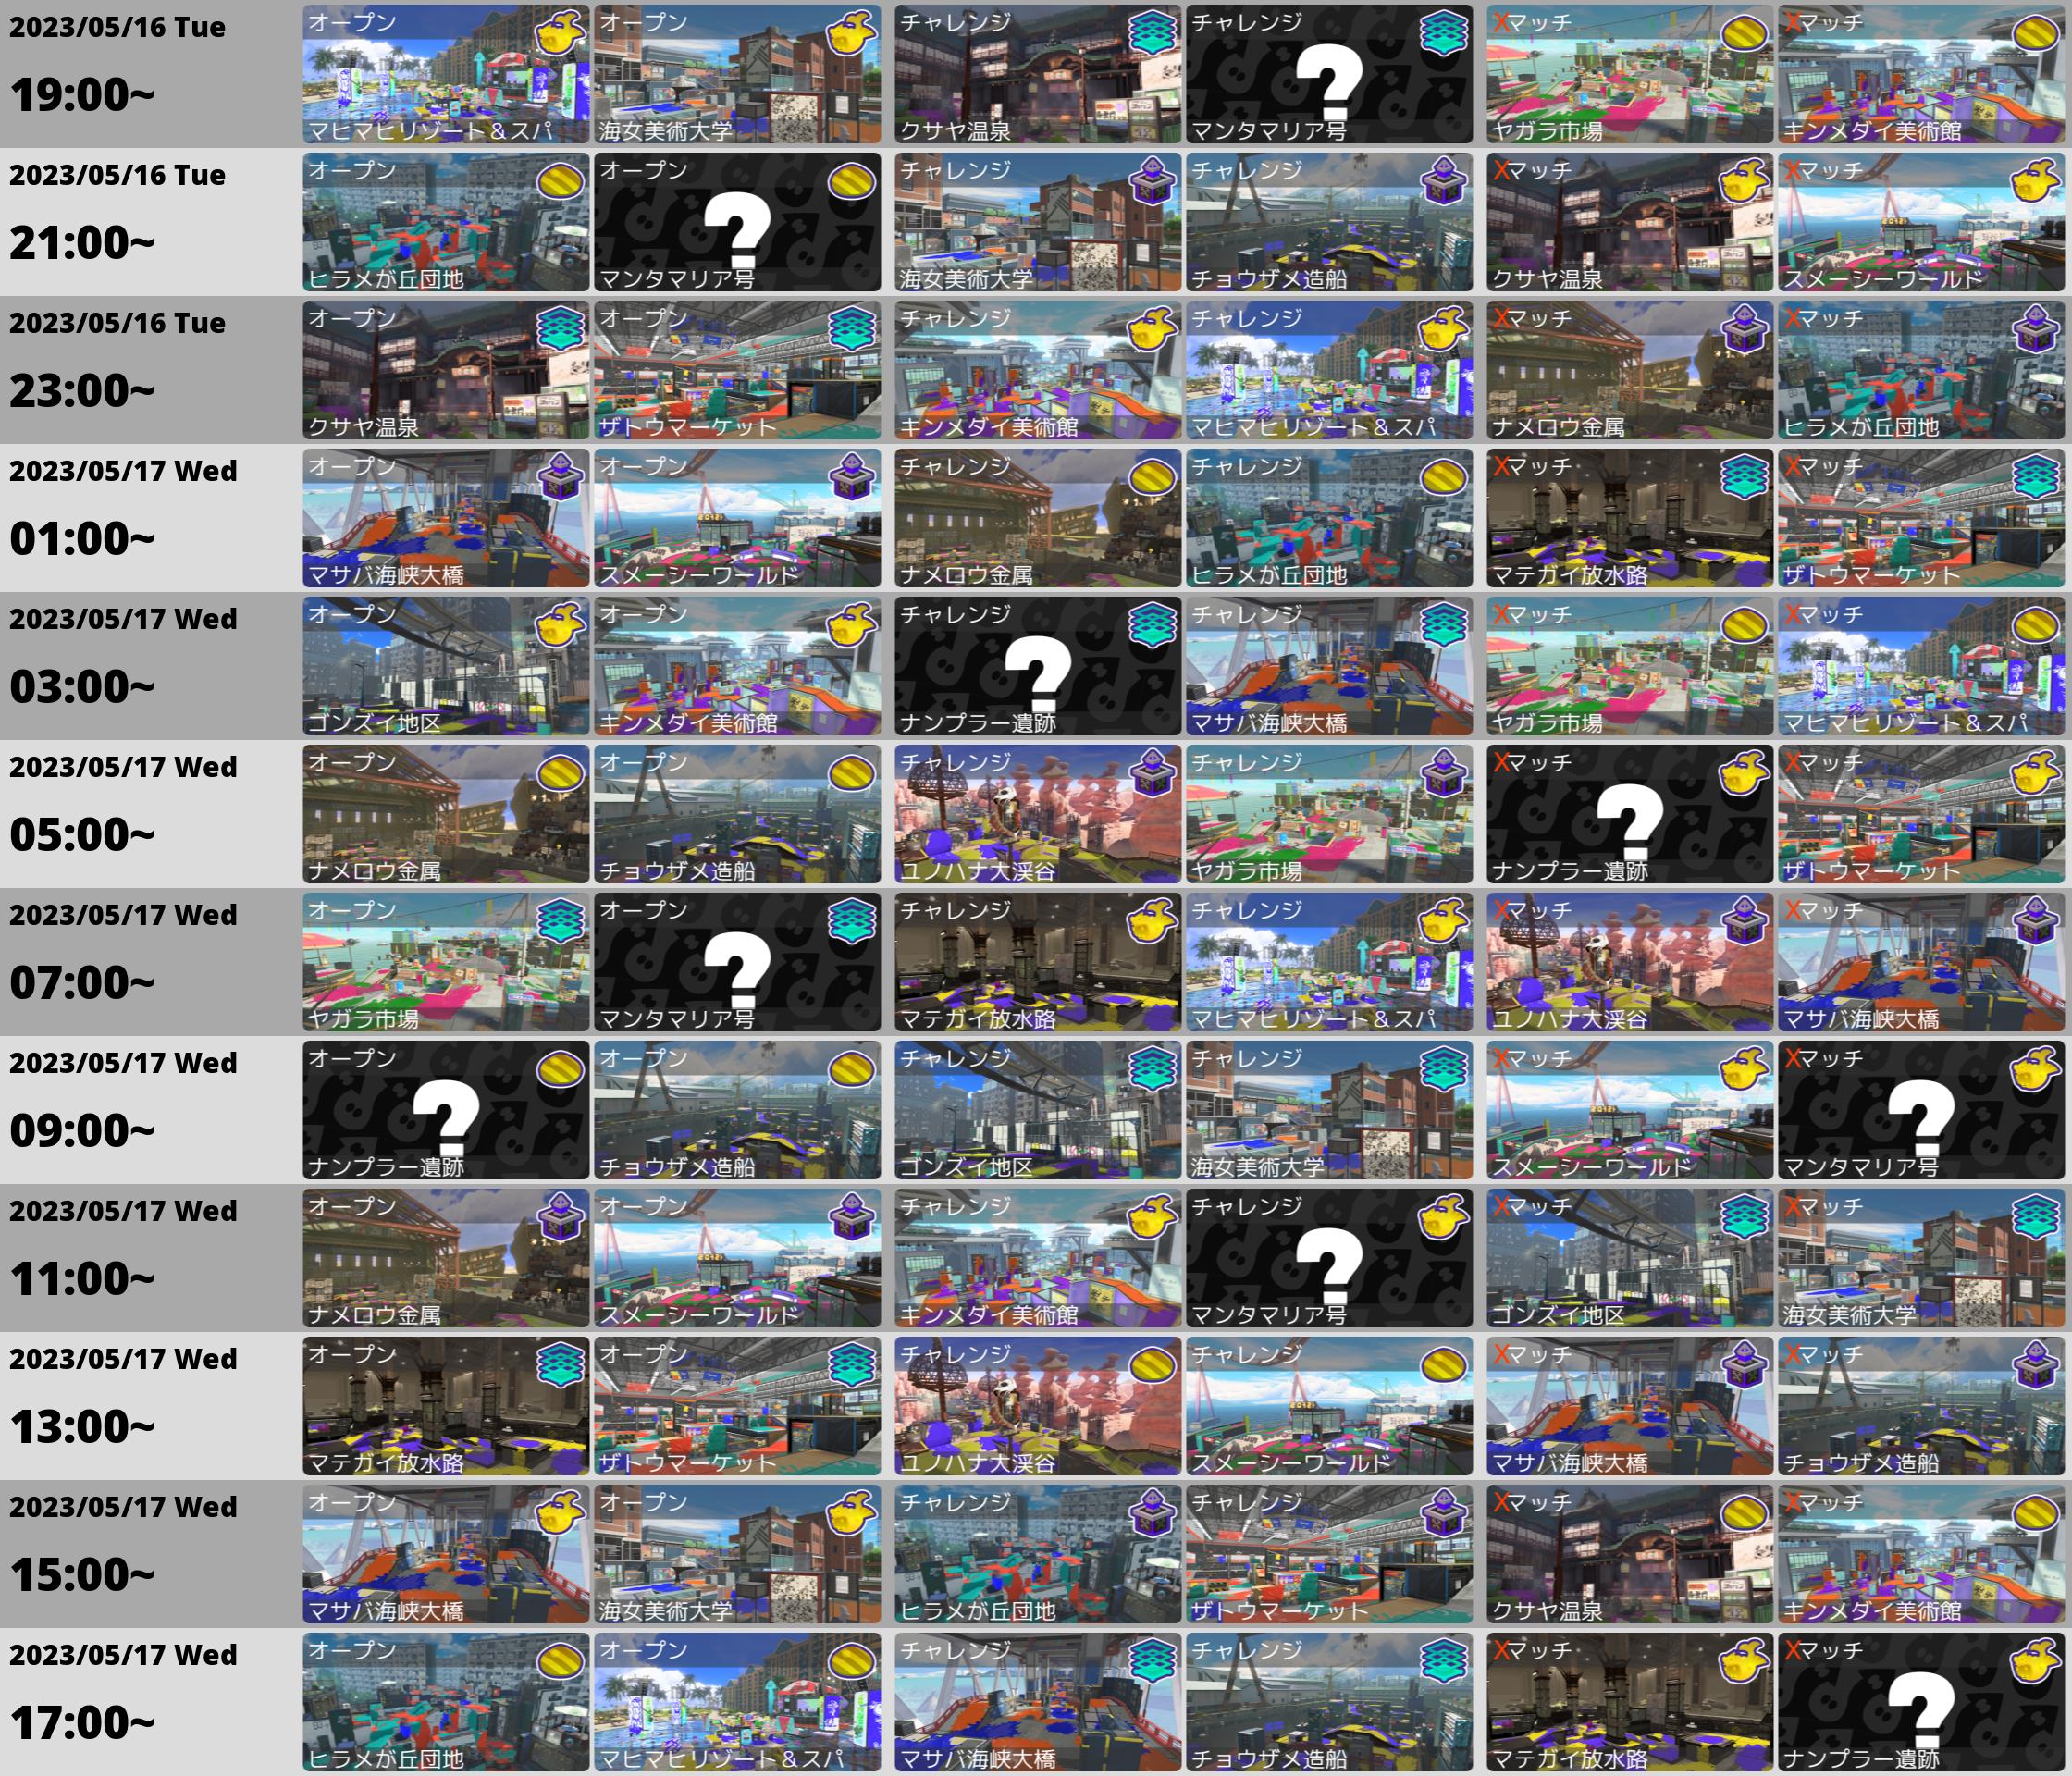 2023/05/16 Tue
19:00~
オープン
マヒマヒリゾート＆スパ
オープン
海女美術大学
チャレンジ
クサヤ温泉
チャレンジ
?
マンタマリア号
Xマッチ
ヤガラ市場
Xマッチ
キンメダイ美術館
2023/05/16 Tue
21:00~
オープン
ヒラメが丘団地
オープン
?
マンタマリア号
チャレンジ
海女美術大学
チャレンジ
チョウザメ造船
Xマッチ
クサヤ温泉
Xマッチ
スメーシーワールド
2023/05/16 Tue
23:00~
オープン
クサヤ温泉
オープン
ザトウマーケット
チャレンジ
キンメダイ美術館
チャレンジ
マヒマヒリゾート＆スパ
Xマッチ
ナメロウ金属
Xマッチ
ヒラメが丘団地
2023/05/17 Wed
01:00~
オープン
マサバ海峡大橋
オープン
スメーシーワールド
チャレンジ
ナメロウ金属
チャレンジ
ヒラメが丘団地
Xマッチ
マテガイ放水路
Xマッチ
ザトウマーケット
2023/05/17 Wed
03:00~
オープン
ゴンズイ地区
オープン
キンメダイ美術館
チャレンジ
?
ナンプラー遺跡
チャレンジ
マサバ海峡大橋
Xマッチ
ヤガラ市場
Xマッチ
マヒマヒリゾート＆スパ
2023/05/17 Wed
05:00~
オープン
ナメロウ金属
オープン
チョウザメ造船
チャレンジ
ユノハナ大渓谷
チャレンジ
ヤガラ市場
Xマッチ
?
ナンプラー遺跡
Xマッチ
ザトウマーケット
2023/05/17 Wed
07:00~
オープン
ヤガラ市場
オープン
?
マンタマリア号
チャレンジ
マテガイ放水路
チャレンジ
マヒマヒリゾート＆スパ
Xマッチ
ユノハナ大渓谷
Xマッチ
マサバ海峡大橋
2023/05/17 Wed
09:00~
オープン
?
ナンプラー遺跡
オープン
チョウザメ造船
チャレンジ
ゴンズイ地区
チャレンジ
海女美術大学
Xマッチ
スメーシーワールド
Xマッチ
?
マンタマリア号
2023/05/17 Wed
11:00~
オープン
ナメロウ金属
オープン
スメーシーワールド
チャレンジ
キンメダイ美術館
チャレンジ
?
マンタマリア号
Xマッチ
ゴンズイ地区
Xマッチ
海女美術大学
2023/05/17 Wed
13:00~
オープン
マテガイ放水路
オープン
ザトウマーケット
チャレンジ
ユノハナ大渓谷
チャレンジ
スメーシーワールド
Xマッチ
マサバ海峡大橋
Xマッチ
チョウザメ造船
2023/05/17 Wed
15:00~
オープン
マサバ海峡大橋
オープン
海女美術大学
チャレンジ
ヒラメが丘団地
チャレンジ
ザトウマーケット
Xマッチ
クサヤ温泉
Xマッチ
キンメダイ美術館
2023/05/17 Wed
17:00~
オープン
ヒラメが丘団地
オープン
マヒマヒリゾート＆スパ
チャレンジ
マサバ海峡大橋
チャレンジ
チョウザメ造船
Xマッチ
マテガイ放水路
Xマッチ
?
ナンプラー遺跡